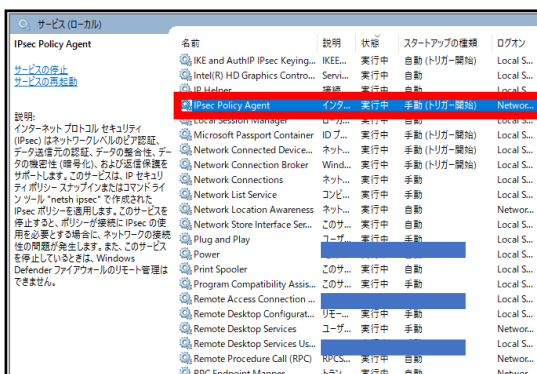 サービス (ローカル)
IPsec Policy Agent
サービスの停止
サービスの再起動
説明:
インターネット プロトコル セキュリティ
(IPsec) はネットワークレベルのピア認証、
データ送信元の認証、データの整合性、デー
タの機密性 (暗号化)、および返信保護を
サポートします。このサービスは、IP セキュリ
ティ ポリシー スナップインまたはコマンド ライ
ン ツール "netsh ipsec" で作成された
IPsec ポリシーを適用します。このサービスを
停止すると、ポリシーが接続に IPsec の使
用を必要とする場合に、ネットワークの接続
性の問題が発生します。また、このサービス
を停止しているときは、Windows
Defender ファイアウォールのリモート管理は
できません。
名前 説明 状態 スタートアップの種類 ログオン
IKE and AuthIP IPsec Keying... IKEE... 実行中 自動 (トリガー開始) Local S...
Intel(R) HD Graphics Contro... Servi... 実行中 自動 Local S...
IP Helper 接続... 実行中 自動 Local S...
IPsec Policy Agent インタ... 実行中 手動 (トリガー開始) Networ...
Local Session Manager ローカ... 実行中 自動 Local S...
Microsoft Passport Container ID プ... 実行中 手動 (トリガー開始) Local S...
Network Connected Device... ネット... 実行中 手動 (トリガー開始) Local S...
Network Connection Broker Wind... 実行中 手動 (トリガー開始) Local S...
Network Connections ネット... 実行中 手動 Local S...
Network List Service コンピ... 実行中 手動 Local S...
Network Location Awareness ネット... 実行中 自動 Networ...
Network Store Interface Ser... このサ... 実行中 自動 Local S...
Plug and Play ユーザ... 実行中 手動 Local S...
Power Local S...
Print Spooler このサ... 実行中 自動 Local S...
Program Compatibility Assis... このサ... 実行中 手動 Local S...
Remote Access Connection ... Local S...
Remote Desktop Configurat... リモー... 実行中 手動 Local S...
Remote Desktop Services ユーザ... 実行中 手動 Networ...
Remote Desktop Services Us... Local S...
Remote Procedure Call (RPC) RPCS... 実行中 自動 Networ...
RPC Endpoint Mapper トラン... 実行中 自動 Networ...